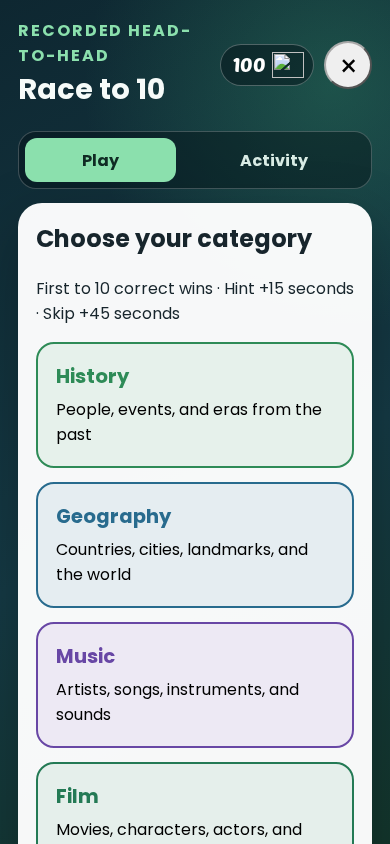 RECORDED HEAD-
TO-HEAD
Race to 10
100
×
Play
Activity
Choose your category
First to 10 correct wins · Hint +15 seconds
· Skip +45 seconds
History
People, events, and eras from the
past
Geography
Countries, cities, landmarks, and
the world
Music
Artists, songs, instruments, and
sounds
Film
Movies, characters, actors, and